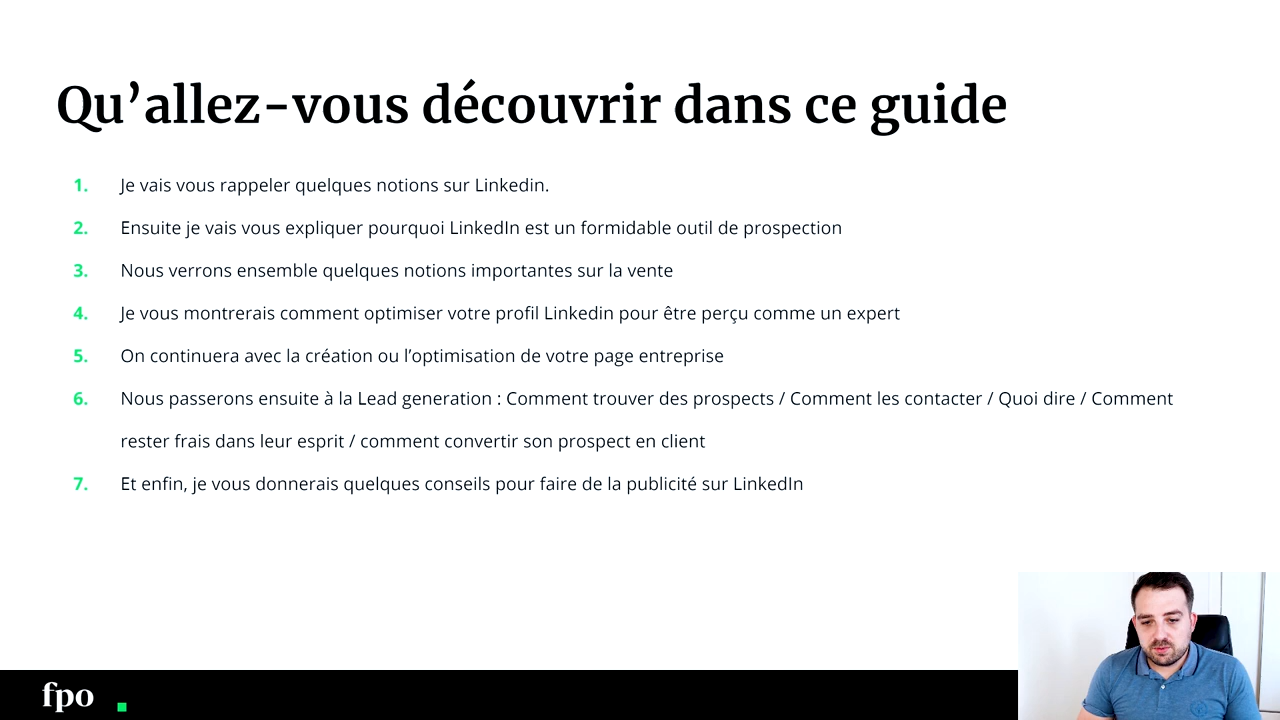 Qu’allez-vous découvrir dans ce guide
1. Je vais vous rappeler quelques notions sur Linkedin.
2. Ensuite je vais vous expliquer pourquoi LinkedIn est un formidable outil de prospection
3. Nous verrons ensemble quelques notions importantes sur la vente
4. Je vous montrerais comment optimiser votre profil Linkedin pour être perçu comme un expert
5. On continuera avec la création ou l’optimisation de votre page entreprise
6. Nous passerons ensuite à la Lead generation : Comment trouver des prospects / Comment les contacter / Quoi dire / Comment
rester frais dans leur esprit / comment convertir son prospect en client
7. Et enfin, je vous donnerais quelques conseils pour faire de la publicité sur LinkedIn
fpo